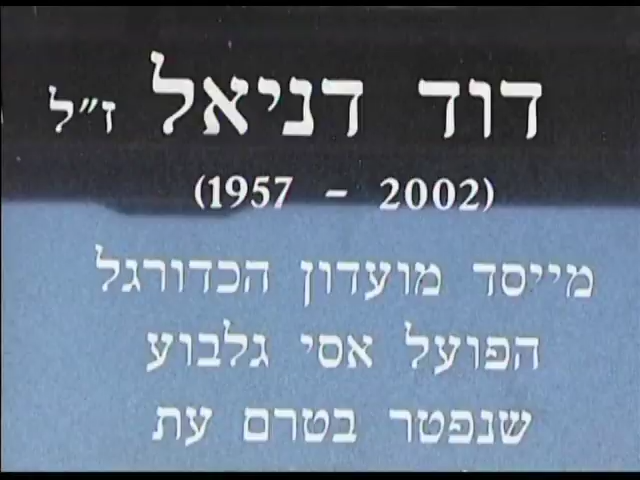 דוד דניאל ז"ל
(1957 - 2002)
מייסד מועדון הכדורגל
הפועל אסי גלבוע
שנפטר בטרם עת